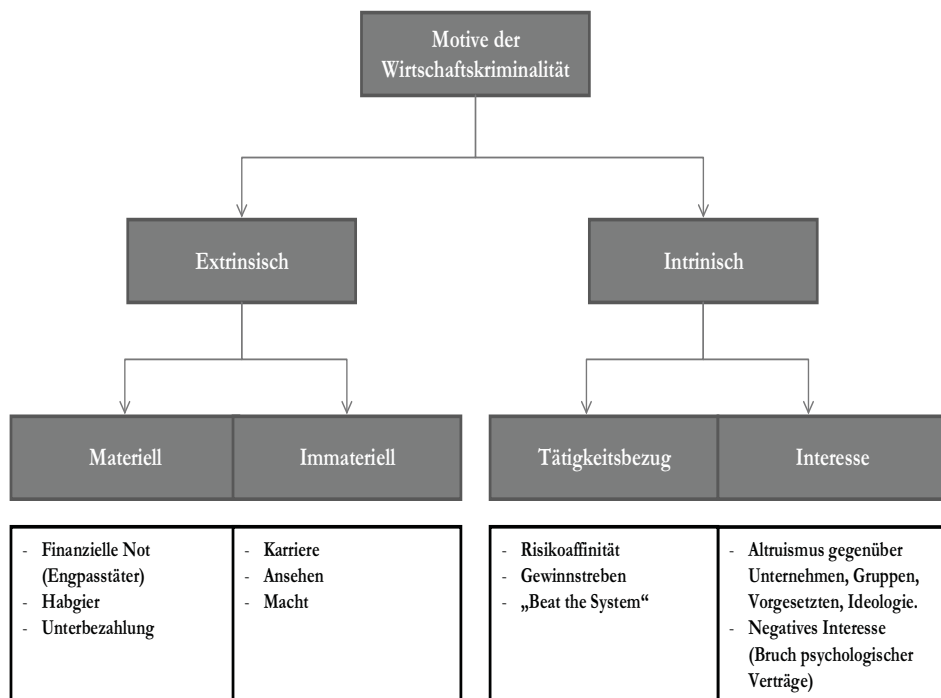 Motive der
Wirtschaftskriminalität
Extrinsisch
Intrinisch
Materiell
Immateriell
Tätigkeitsbezug
Interesse
- Finanzielle Not
(Engpasstäter)
- Habgier
- Unterbezahlung
- Karriere
- Ansehen
- Macht
- Risikoaffinität
- Gewinnstreben
- „Beat the System“
- Altruismus gegenüber
Unternehmen, Gruppen,
Vorgesetzten, Ideologie.
- Negatives Interesse
(Bruch psychologischer
Verträge)